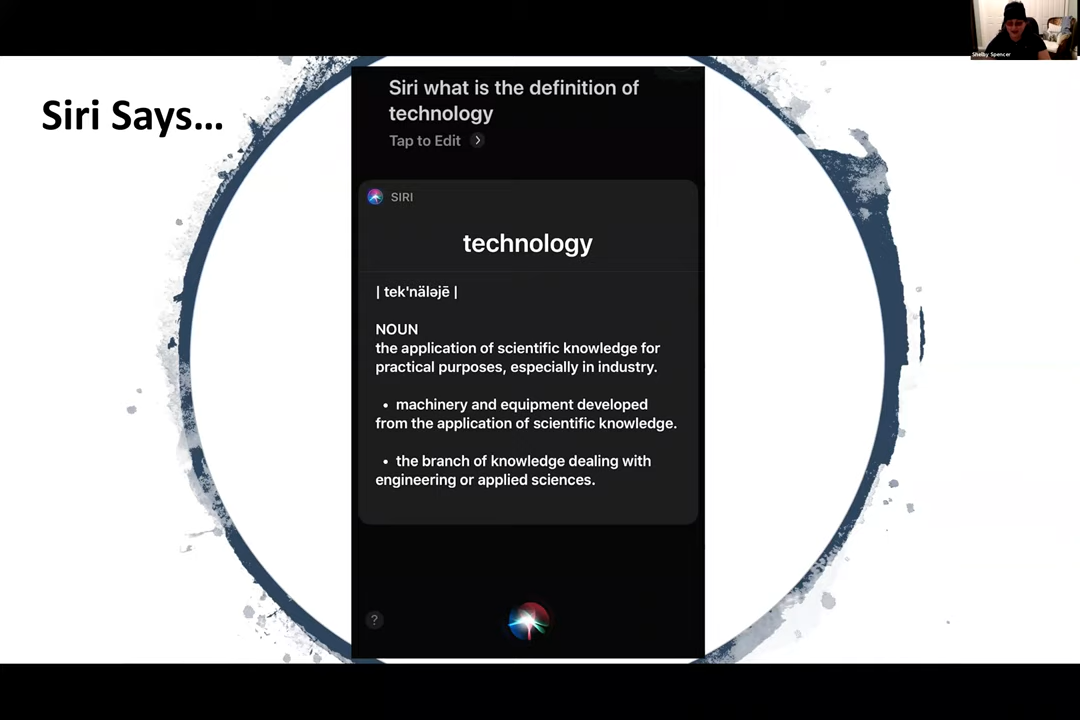 Shelby Spencer
Siri Says...
Siri what is the definition of
technology
Tap to Edit >
SIRI
technology
| tek'näləjē |
NOUN
the application of scientific knowledge for
practical purposes, especially in industry.
• machinery and equipment developed
from the application of scientific knowledge.
• the branch of knowledge dealing with
engineering or applied sciences.
?